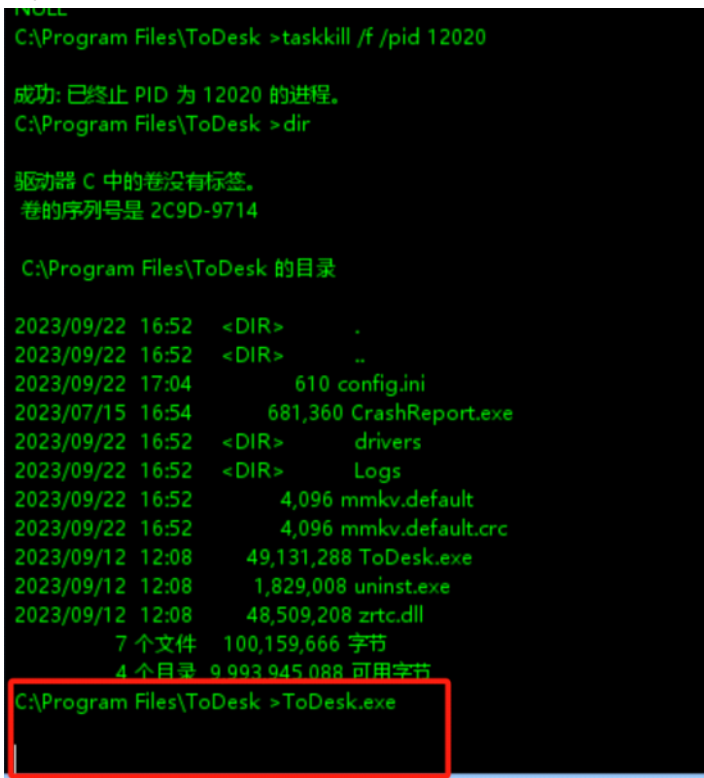 NULL
C:\Program Files\ToDesk >taskkill /f /pid 12020
成功: 已终止 PID 为 12020 的进程。
C:\Program Files\ToDesk >dir
驱动器 C 中的卷没有标签。
卷的序列号是 2C9D-9714
C:\Program Files\ToDesk 的目录
2023/09/22 16:52 <DIR> .
2023/09/22 16:52 <DIR> ..
2023/09/22 17:04 610 config.ini
2023/07/15 16:54 681,360 CrashReport.exe
2023/09/22 16:52 <DIR> drivers
2023/09/22 16:52 <DIR> Logs
2023/09/22 16:52 4,096 mmkv.default
2023/09/22 16:52 4,096 mmkv.default.crc
2023/09/12 12:08 49,131,288 ToDesk.exe
2023/09/12 12:08 1,829,008 uninst.exe
2023/09/12 12:08 48,509,208 zrtc.dll
7 个文件 100,159,666 字节
4 个目录 9,993,945,088 可用字节
C:\Program Files\ToDesk >ToDesk.exe